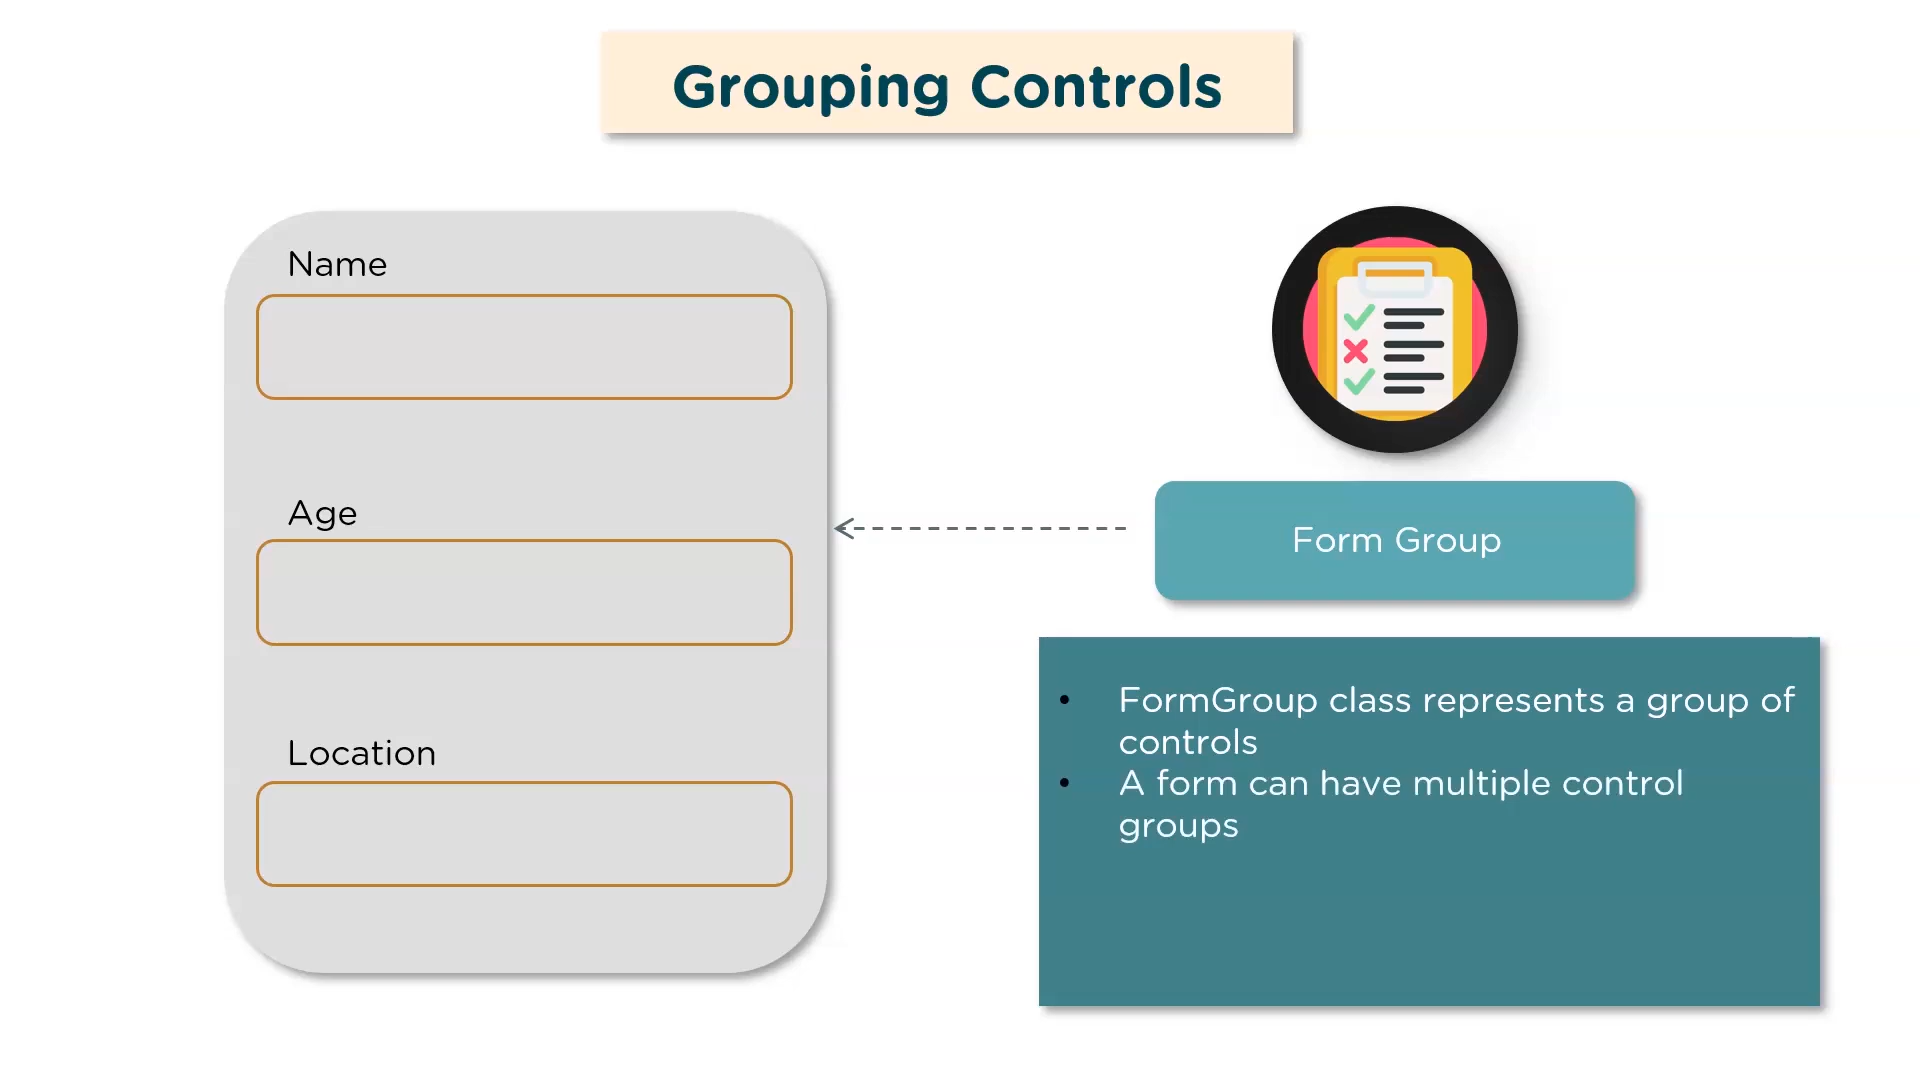 Grouping Controls
Name
Age
Location
Form Group
• FormGroup class represents a group of
controls
• A form can have multiple control
groups